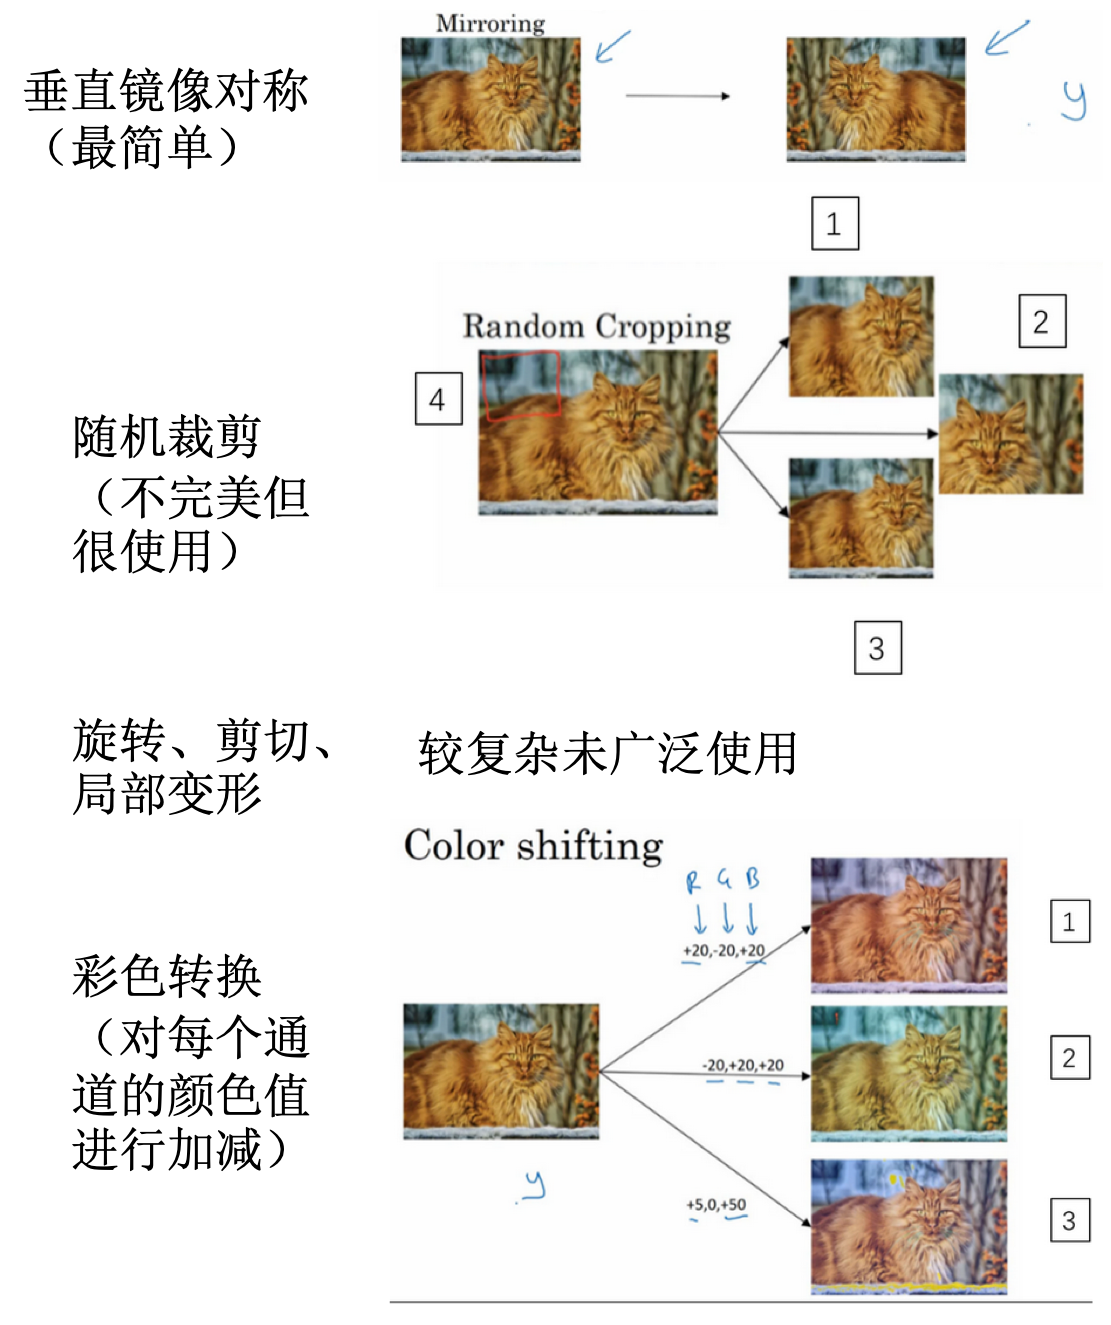 Mirroring
垂直镜像对称
（最简单）
y
1
Random Cropping
2
4
随机裁剪
（不完美但
很使用）
3
旋转、剪切、
局部变形
较复杂未广泛使用
Color shifting
R G B
+20,-20,+20
1
彩色转换
（对每个通
道的颜色值
进行加减）
-20,+20,+20
2
y
+5,0,+50
3